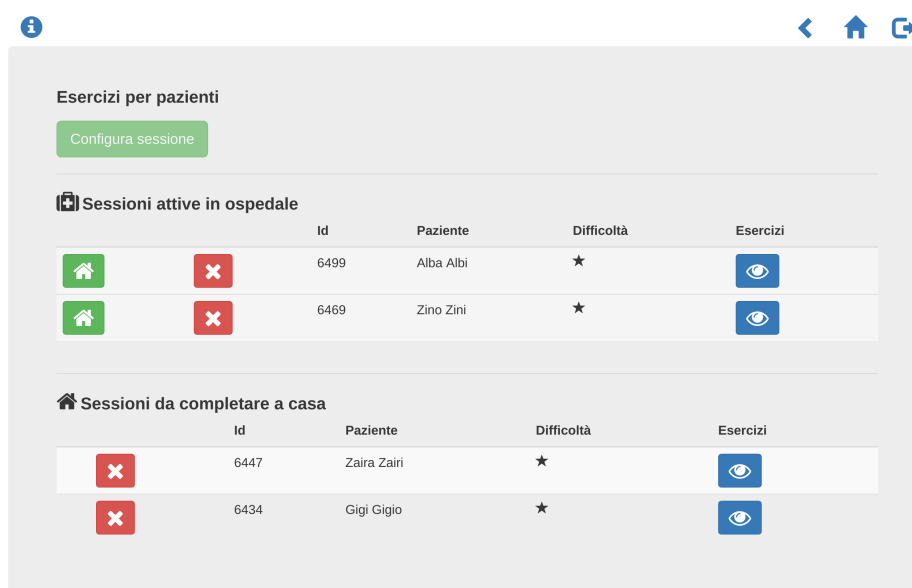 Esercizi per pazienti
Configura sessione
Sessioni attive in ospedale
Id Paziente Difficoltà Esercizi
6499 Alba Albi
6469 Zino Zini
Sessioni da completare a casa
Id Paziente Difficoltà Esercizi
6447 Zaira Zairi
6434 Gigi Gigio